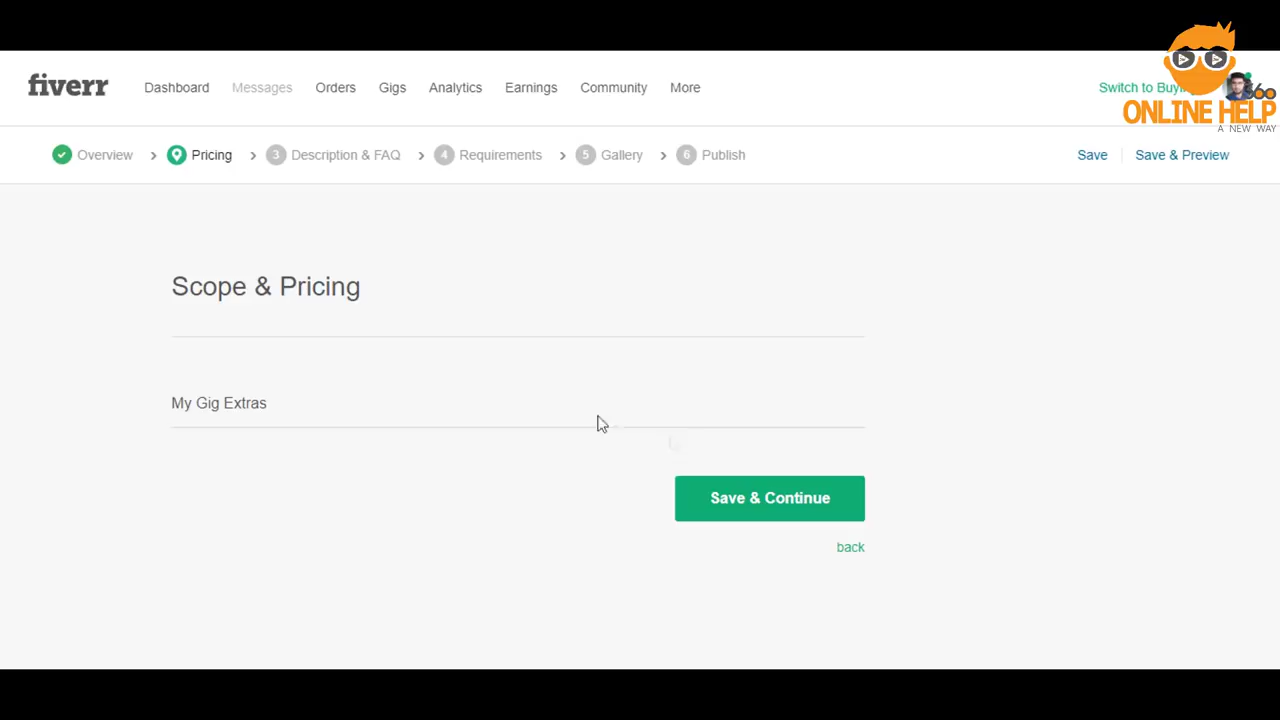 fiverr
Dashboard Messages Orders Gigs Analytics Earnings Community More
Switch to
360
ONLINE HELP
A NEW WAY
Overview Pricing 3 Description & FAQ 4 Requirements 5 Gallery 6 Publish
Save Save & Preview
Scope & Pricing
My Gig Extras
Save & Continue
back